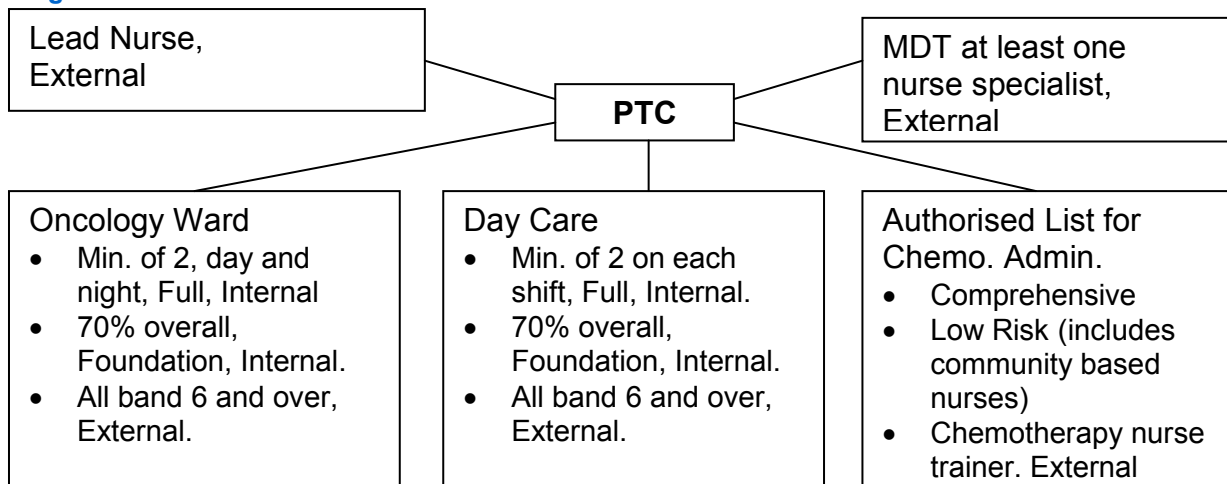 Lead Nurse,
External
MDT at least one
nurse specialist,
External
PTC
Oncology Ward
• Min. of 2, day and
night, Full, Internal
• 70% overall,
Foundation, Internal.
• All band 6 and over,
External.
Day Care
• Min. of 2 on each
shift, Full, Internal.
• 70% overall,
Foundation, Internal.
• All band 6 and over,
External.
Authorised List for
Chemo. Admin.
• Comprehensive
• Low Risk (includes
community based
nurses)
• Chemotherapy nurse
trainer. External